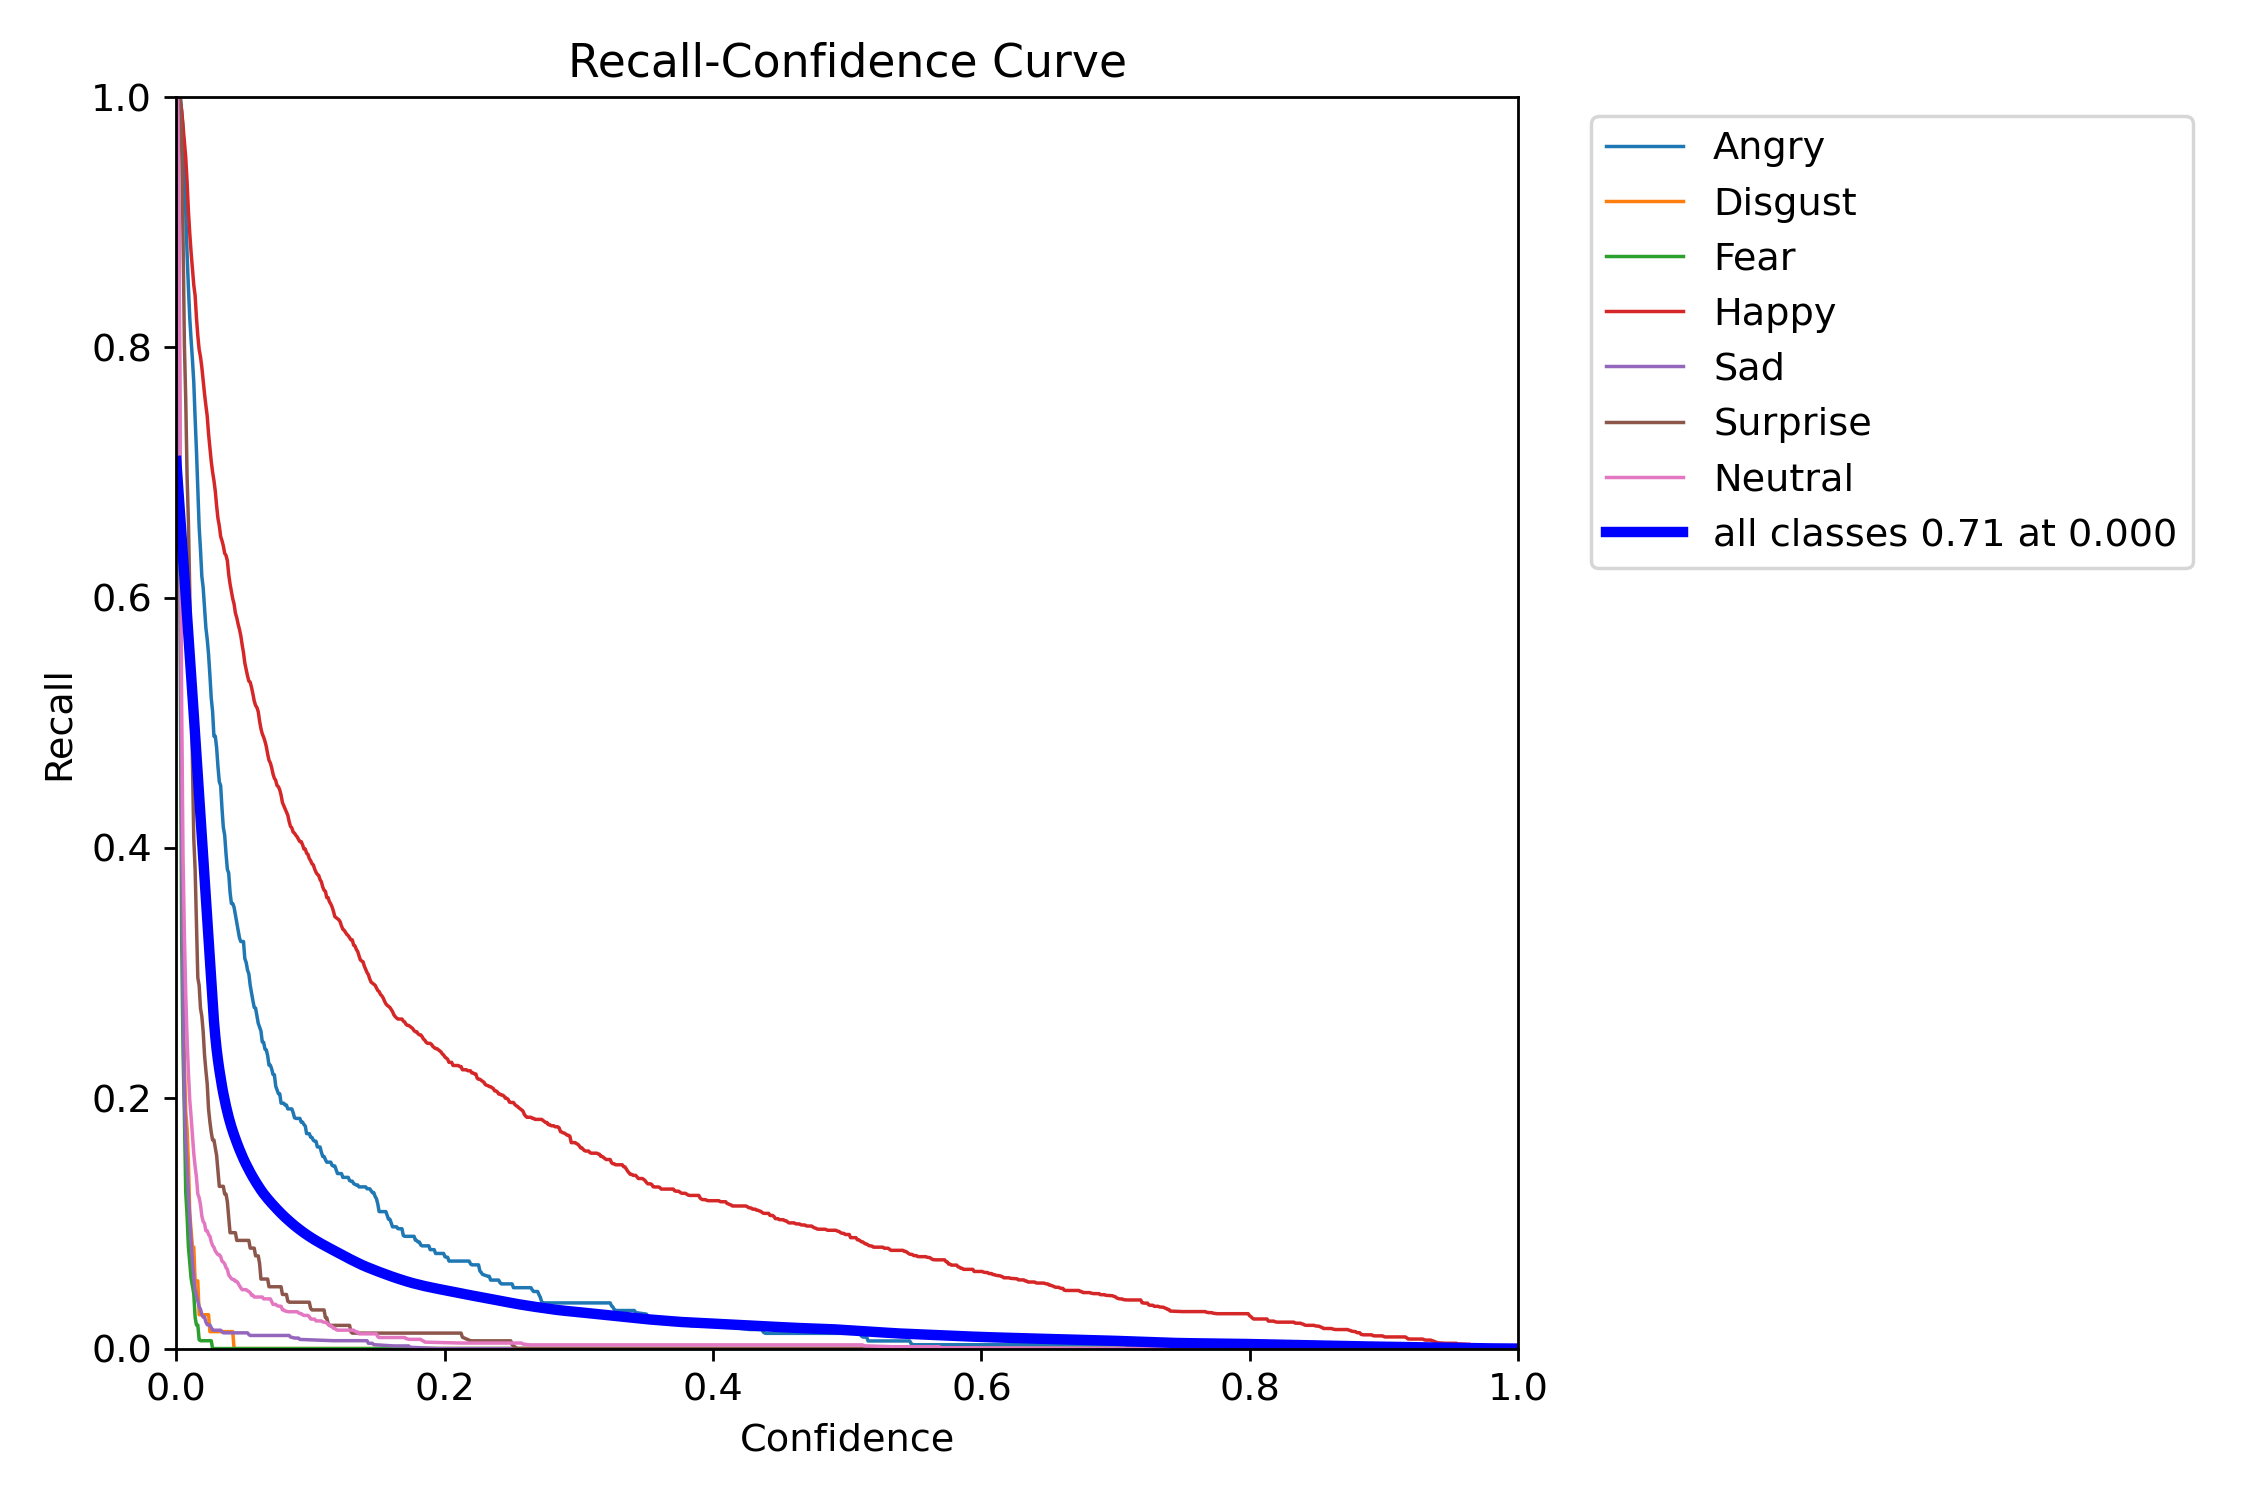 Recall-Confidence Curve
1.0
0.8
0.6
0.4
0.2
0.0
Recall
0.0 0.2 0.4 0.6 0.8 1.0
Confidence
Angry
Disgust
Fear
Happy
Sad
Surprise
Neutral
all classes 0.71 at 0.000